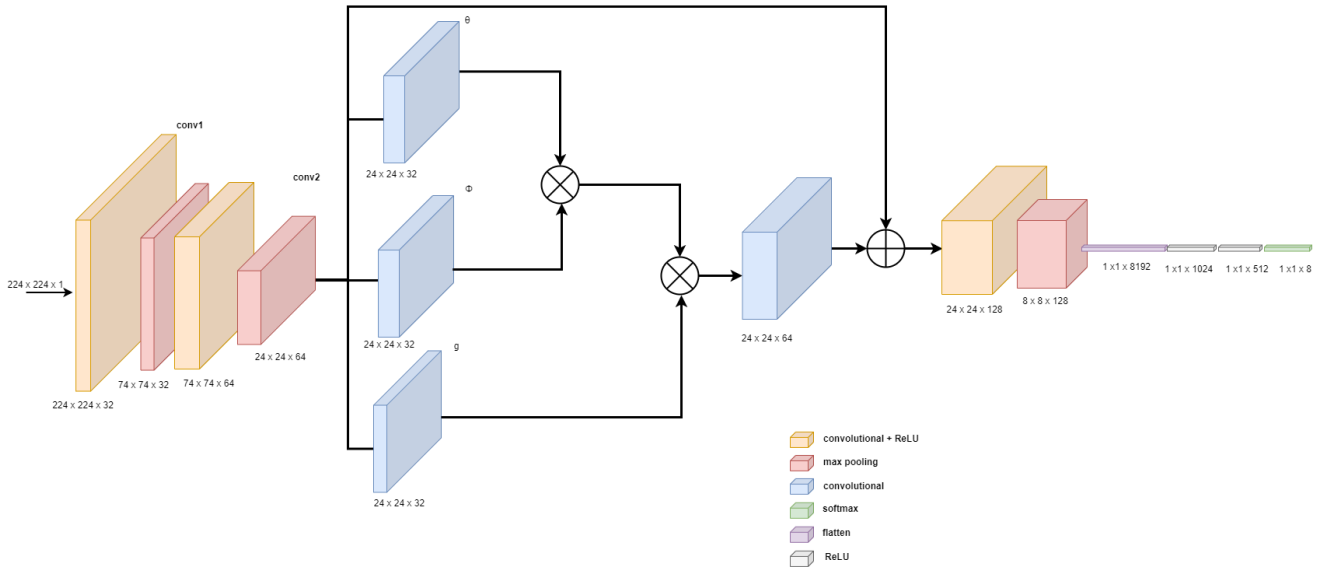 θ
conv1
24 x 24 x 32
conv2
Φ
224 x 224 x 1
1 x1 x 8192
1 x1 x 1024
1 x1 x 512
1 x1 x 8
24 x 24 x 128
8 x 8 x 128
24 x 24 x 64
74 x 74 x 32
74 x 74 x 64
24 x 24 x 32
24 x 24 x 64
g
224 x 224 x 32
24 x 24 x 32
convolutional + ReLU
max pooling
convolutional
softmax
flatten
ReLU